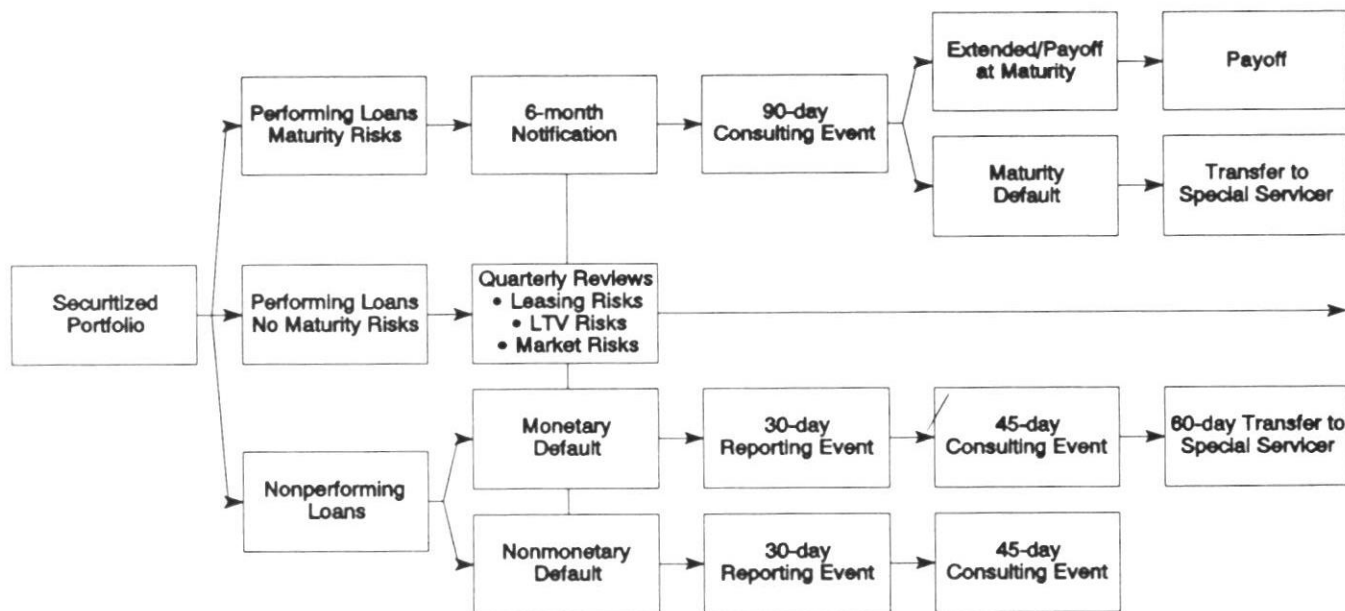 Extended/Payoff
at Maturity
Payoff
Performing Loans
Maturity Risks
6-month
Notification
90-day
Consulting Event
Maturity
Default
Transfer to
Special Servicer
Securitized
Portfolio
Performing Loans
No Maturity Risks
Quarterly Reviews
• Leasing Risks
• LTV Risks
• Market Risks
Monetary
Default
30-day
Reporting Event
45-day
Consulting Event
60-day Transfer to
Special Servicer
Nonperforming
Loans
Nonmonetary
Default
30-day
Reporting Event
45-day
Consulting Event